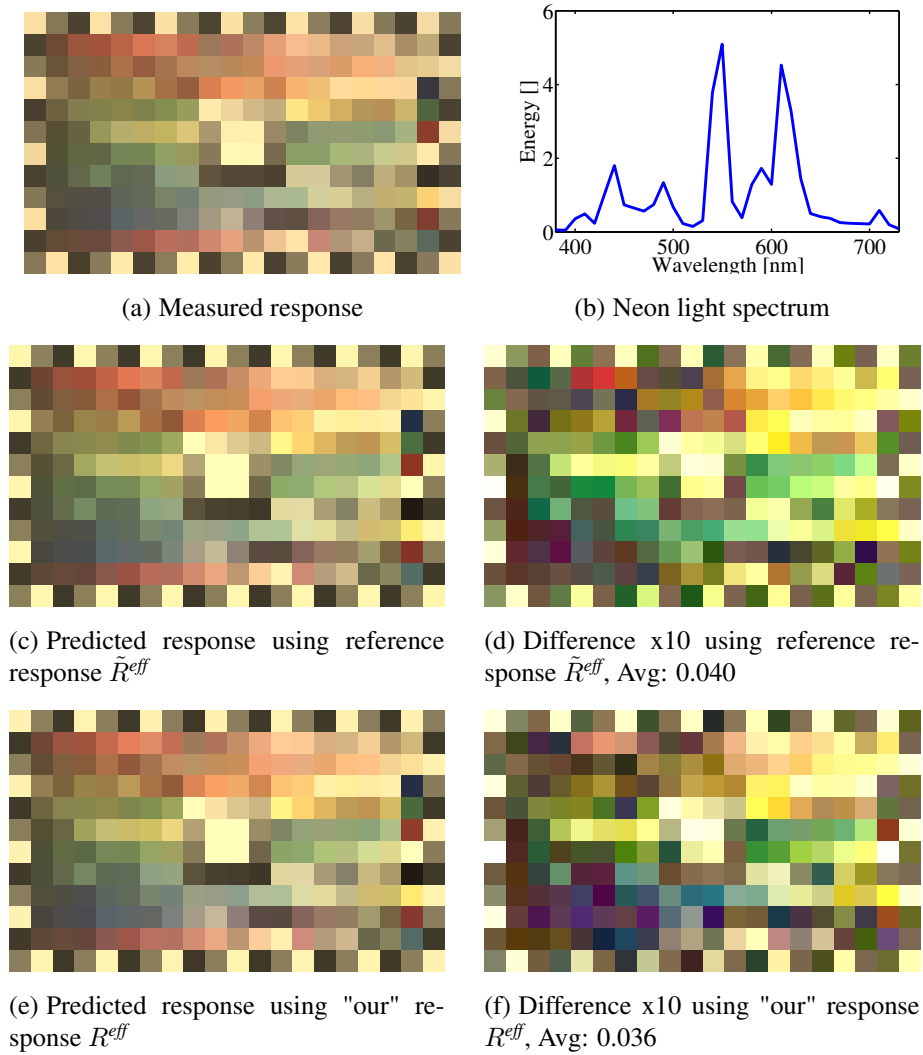 6
4
2
0
Energy []
400 500 600 700
Wavelength [nm]
(a) Measured response
(b) Neon light spectrum
(c) Predicted response using reference
response R̃^eff
(d) Difference x10 using reference re-
sponse R̃^eff, Avg: 0.040
(e) Predicted response using "our" re-
sponse R^eff
(f) Difference x10 using "our" response
R^eff, Avg: 0.036